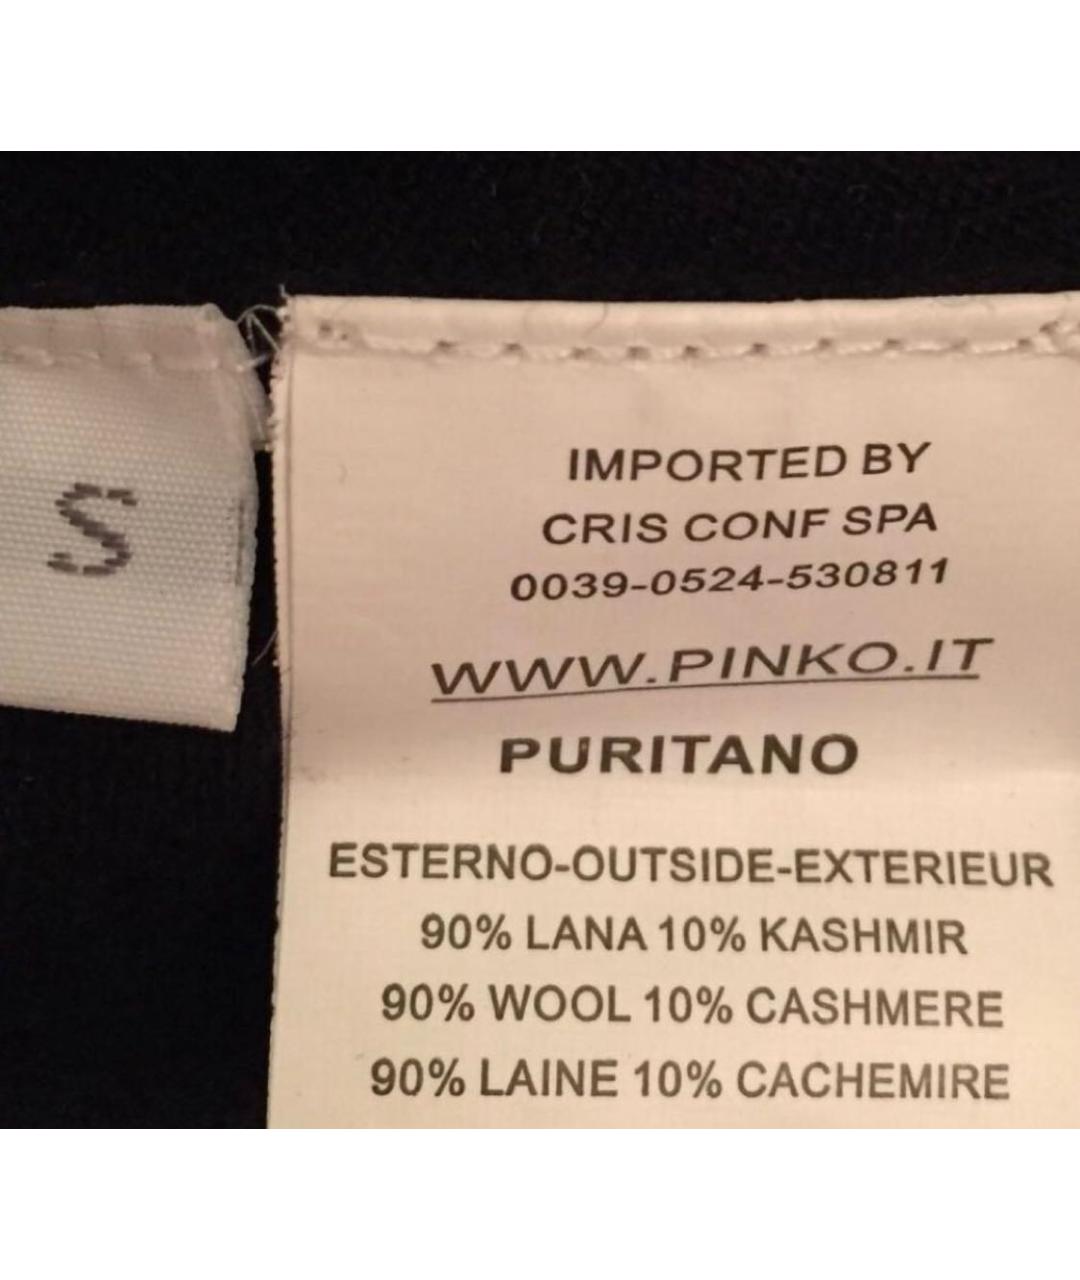 S
IMPORTED BY
CRIS CONF SPA
0039-0524-530811
WWW.PINKO.IT
PURITANO
ESTERNO-OUTSIDE-EXTERIEUR
90% LANA 10% KASHMIR
90% WOOL 10% CASHMERE
90% LAINE 10% CACHEMIRE